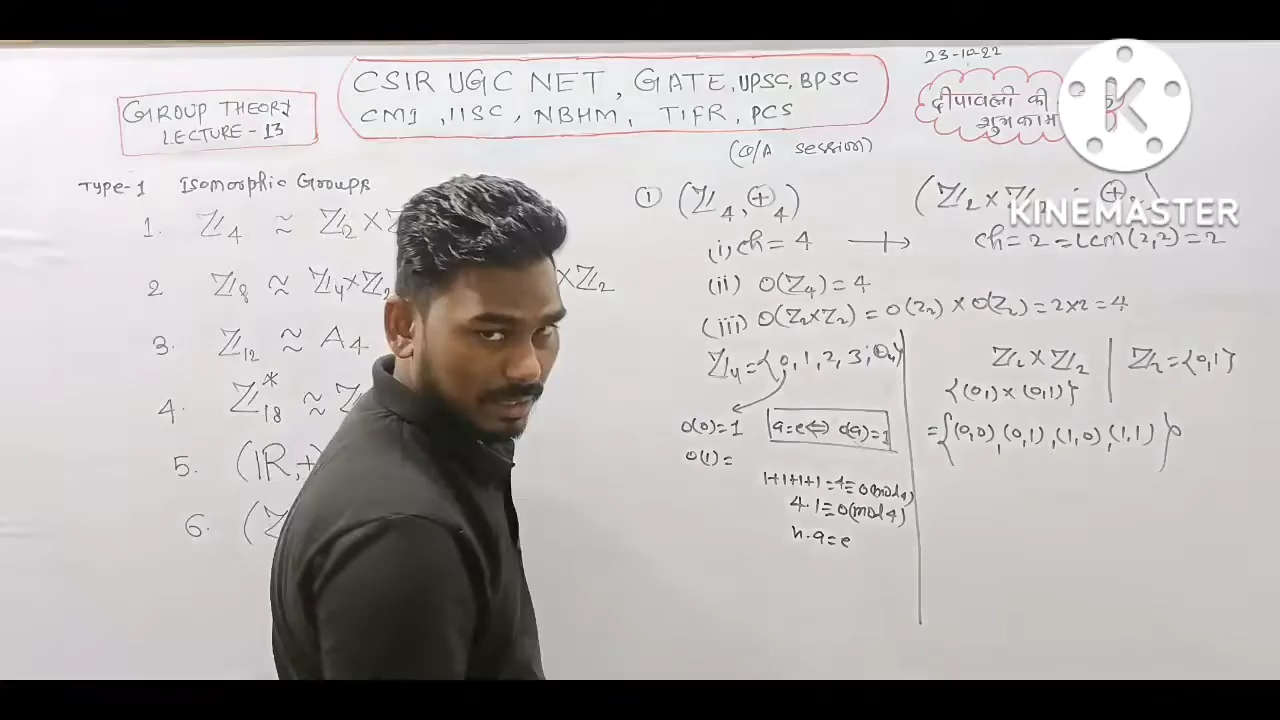 23-10-22
GROUP THEORY
LECTURE - 13
CSIR UGC NET, GATE, UPSC, BPSC
CMI, IISC, NBHM, TIFR, PCS
(Q/A session)
दीपावली की
KINEMASTER
Type-1 Isomorphic Groups
1. ℤ₄ ≈ ℤ₂×ℤ
2 ℤ₈ ≈ ℤ₄×ℤ₂ ×ℤ₂
3. ℤ₁₂ ≈ A₄
4. ℤ₁₈* ≈ ℤ
5. (ℝ,+)
6. (ℤ
① (ℤ₄, ⊕₄)
(ℤ₂×ℤ₂
(i) ch = 4
ch = 2 = Lcm(2,2) = 2
(ii) O(ℤ₄) = 4
(iii) O(ℤ₂×ℤ₂) = O(ℤ₂) × O(ℤ₂) = 2×2 = 4
ℤ₄ = {0, 1, 2, 3; ⊕₄}
O(0) = 1
a = e ⇔ O(a) = 1
O(1) =
1+1+1+1 = 4 ≡ 0(mod 4)
4·1 ≡ 0(mod 4)
n·a = e
ℤ₂×ℤ₂
ℤ₂ = {0,1}
{(0,1) × (0,1)}
= {(0,0), (0,1), (1,0), (1,1)}